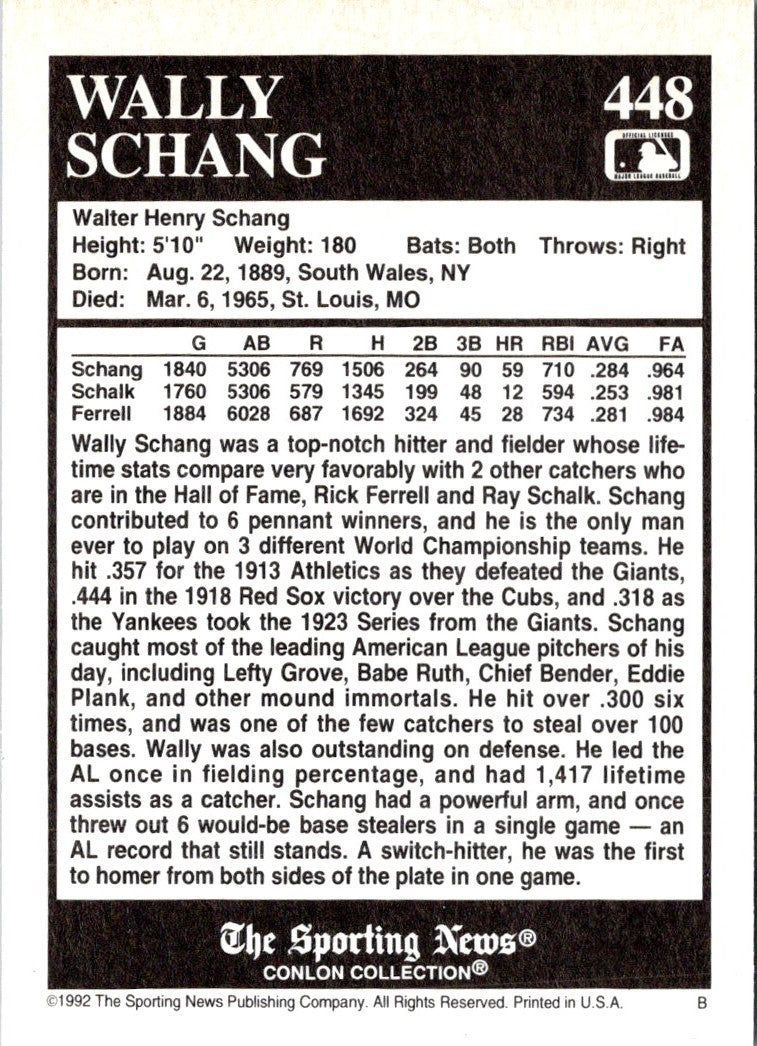 WALLY
SCHANG
448
OFFICIAL LICENSEE
MAJOR LEAGUE BASEBALL
Walter Henry Schang
Height: 5'10" Weight: 180 Bats: Both Throws: Right
Born: Aug. 22, 1889, South Wales, NY
Died: Mar. 6, 1965, St. Louis, MO
G AB R H 2B 3B HR RBI AVG FA
Schang 1840 5306 769 1506 264 90 59 710 .284 .964
Schalk 1760 5306 579 1345 199 48 12 594 .253 .981
Ferrell 1884 6028 687 1692 324 45 28 734 .281 .984
Wally Schang was a top-notch hitter and fielder whose life-
time stats compare very favorably with 2 other catchers who
are in the Hall of Fame, Rick Ferrell and Ray Schalk. Schang
contributed to 6 pennant winners, and he is the only man
ever to play on 3 different World Championship teams. He
hit .357 for the 1913 Athletics as they defeated the Giants,
.444 in the 1918 Red Sox victory over the Cubs, and .318 as
the Yankees took the 1923 Series from the Giants. Schang
caught most of the leading American League pitchers of his
day, including Lefty Grove, Babe Ruth, Chief Bender, Eddie
Plank, and other mound immortals. He hit over .300 six
times, and was one of the few catchers to steal over 100
bases. Wally was also outstanding on defense. He led the
AL once in fielding percentage, and had 1,417 lifetime
assists as a catcher. Schang had a powerful arm, and once
threw out 6 would-be base stealers in a single game — an
AL record that still stands. A switch-hitter, he was the first
to homer from both sides of the plate in one game.
The Sporting News®
CONLON COLLECTION®
©1992 The Sporting News Publishing Company. All Rights Reserved. Printed in U.S.A. B